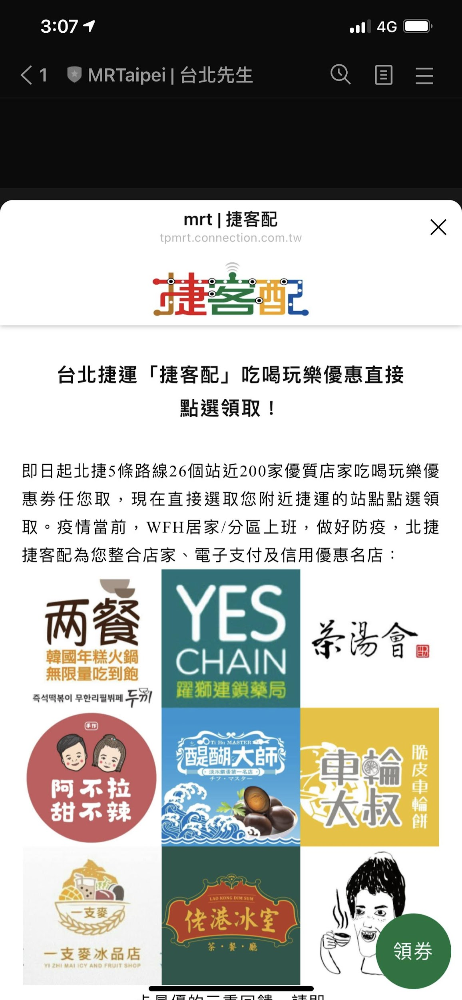 3:07
4G
1
MRTaipei | 台北先生
mrt | 捷客配
tpmrt.connection.com.tw
捷客配
台北捷運「捷客配」吃喝玩樂優惠直接
點選領取！
即日起北捷5條路線26個站近200家優質店家吃喝玩樂優
惠券任您取，現在直接選取您附近捷運的站點點選領
取。疫情當前，WFH居家/分區上班，做好防疫，北捷
捷客配為您整合店家、電子支付及信用優惠名店：
两餐
韓國年糕火鍋
無限量吃到飽
즉석떡볶이 무한리필뷔페 두끼
YES
CHAIN
躍獅連鎖藥局
茶湯會
手作
阿不拉
甜不辣
Ti Hu MASTER
醍醐大師
淡水鐵蛋第一名店
チフ・マスター
車輪
大叔
脆皮車輪餅
一支麥
一支麥冰品店
YI ZHI MAI ICY AND FRUIT SHOP
LAO KONG DIM SUM
佬港冰室
茶・餐・廳
領券